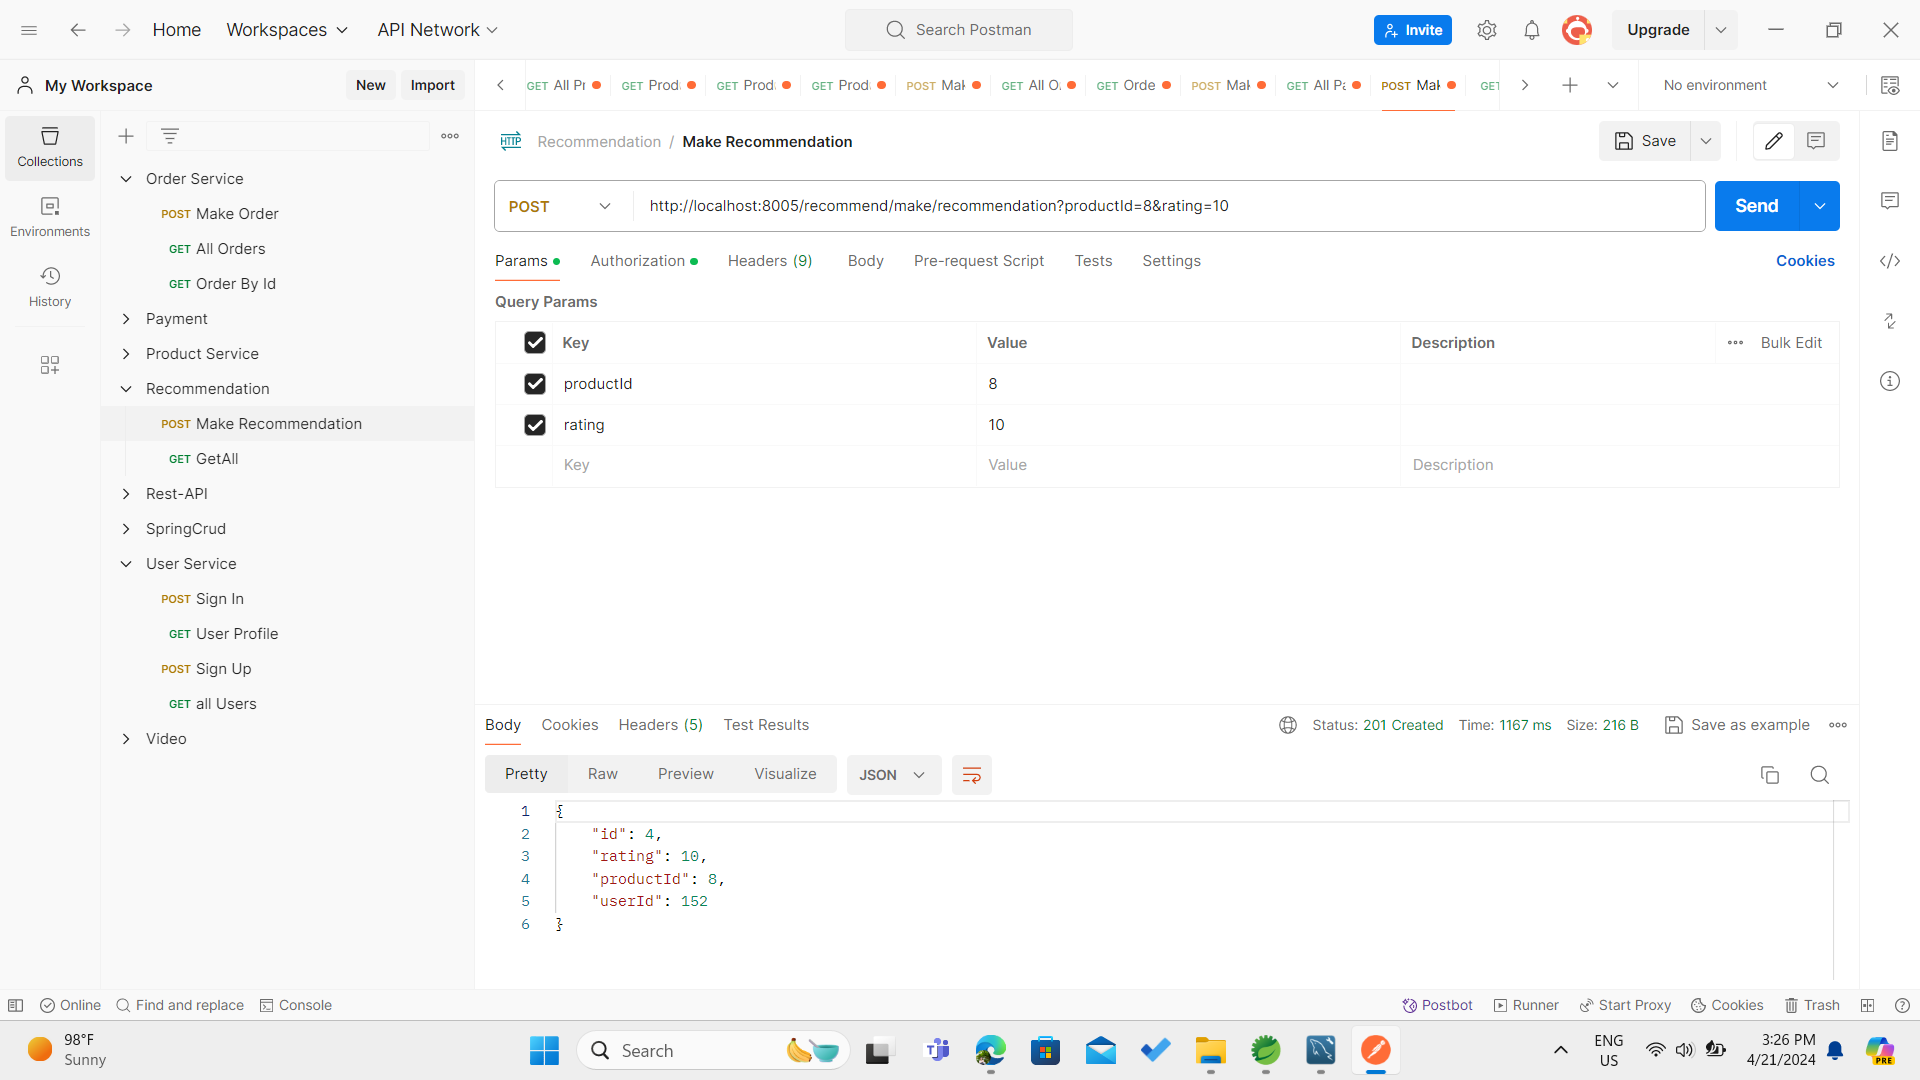 Home
Workspaces
API Network
Search Postman
Invite
Upgrade
My Workspace
New
Import
GET All Pr
GET Prod
GET Prod
GET Prod
POST Mak
GET All O
GET Orde
POST Mak
GET All Pa
POST Mak
GET
No environment
Collections
Environments
History
Order Service
POST Make Order
GET All Orders
GET Order By Id
Payment
Product Service
Recommendation
POST Make Recommendation
GET GetAll
Rest-API
SpringCrud
User Service
POST Sign In
GET User Profile
POST Sign Up
GET all Users
Video
HTTP Recommendation / Make Recommendation
Save
POST http://localhost:8005/recommend/make/recommendation?productId=8&rating=10
Send
Params Authorization Headers (9) Body Pre-request Script Tests Settings
Cookies
Query Params
Key Value Description Bulk Edit
productId 8
rating 10
Key Value Description
Body Cookies Headers (5) Test Results
Status: 201 Created Time: 1167 ms Size: 216 B Save as example
Pretty Raw Preview Visualize JSON
1 {
2 "id": 4,
3 "rating": 10,
4 "productId": 8,
5 "userId": 152
6 }
Online Find and replace Console
Postbot Runner Start Proxy Cookies Trash
98°F
Sunny
Search
ENG
US
3:26 PM
4/21/2024
PRE